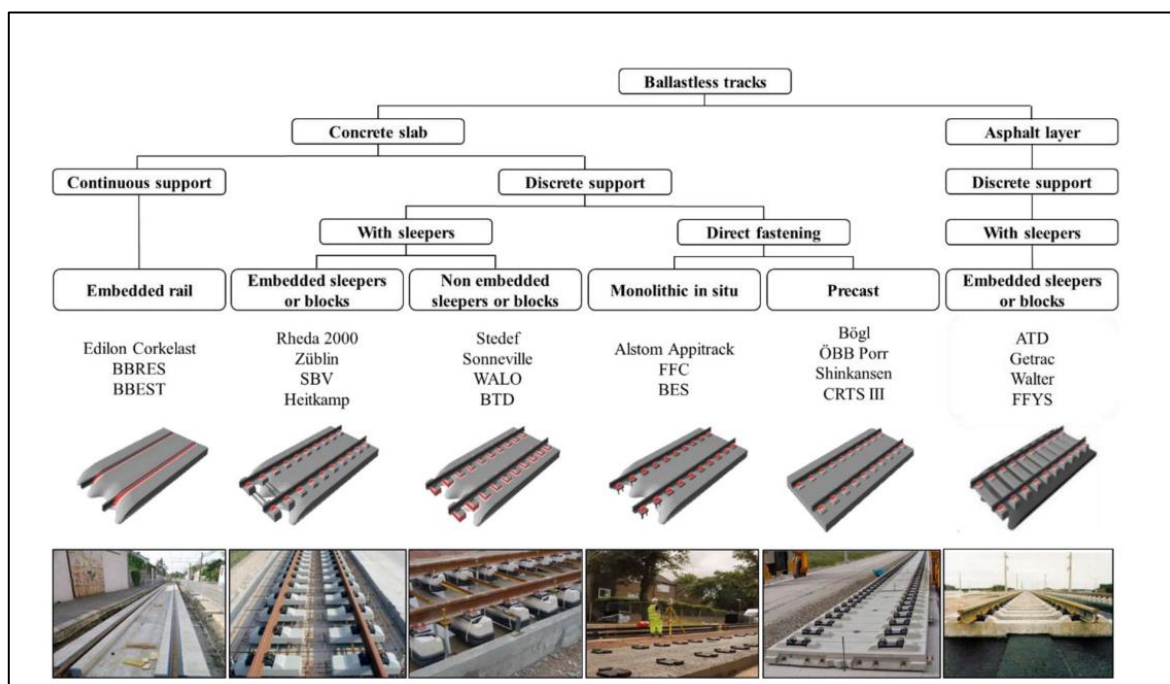 Ballastless tracks
Concrete slab
Asphalt layer
Continuous support
Discrete support
Discrete support
With sleepers
Direct fastening
With sleepers
Embedded rail
Embedded sleepers
or blocks
Non embedded
sleepers or blocks
Monolithic in situ
Precast
Embedded sleepers
or blocks
Edilon Corkelast
BBRES
BBEST
Rheda 2000
Züblin
SBV
Heitkamp
Stedef
Sonneville
WALO
BTD
Alstom Appitrack
FFC
BES
Bögl
ÖBB Porr
Shinkansen
CRTS III
ATD
Getrac
Walter
FFYS